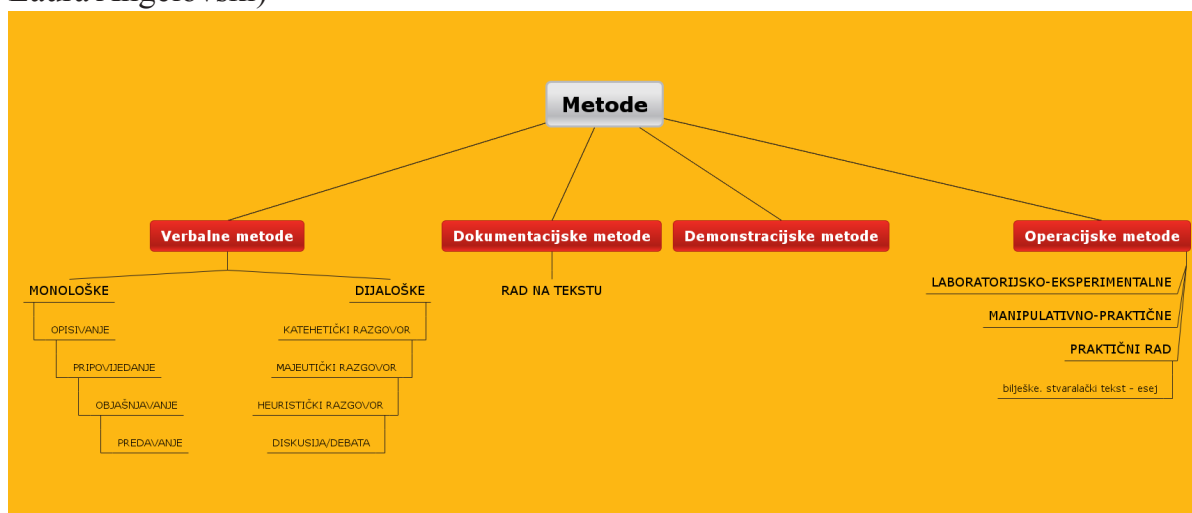 Metode
Verbalne metode
Dokumentacijske metode
Demonstracijske metode
Operacijske metode
MONOLOŠKE
DIJALOŠKE
RAD NA TEKSTU
LABORATORIJSKO-EKSPERIMENTALNE
OPISIVANJE
KATEHETIČKI RAZGOVOR
MANIPULATIVNO-PRAKTIČNE
PRAKTIČNI RAD
PRIPOVIJEDANJE
MAJEUTIČKI RAZGOVOR
bilješke. stvaralački tekst - esej
OBJAŠNJAVANJE
HEURISTIČKI RAZGOVOR
PREDAVANJE
DISKUSIJA/DEBATA